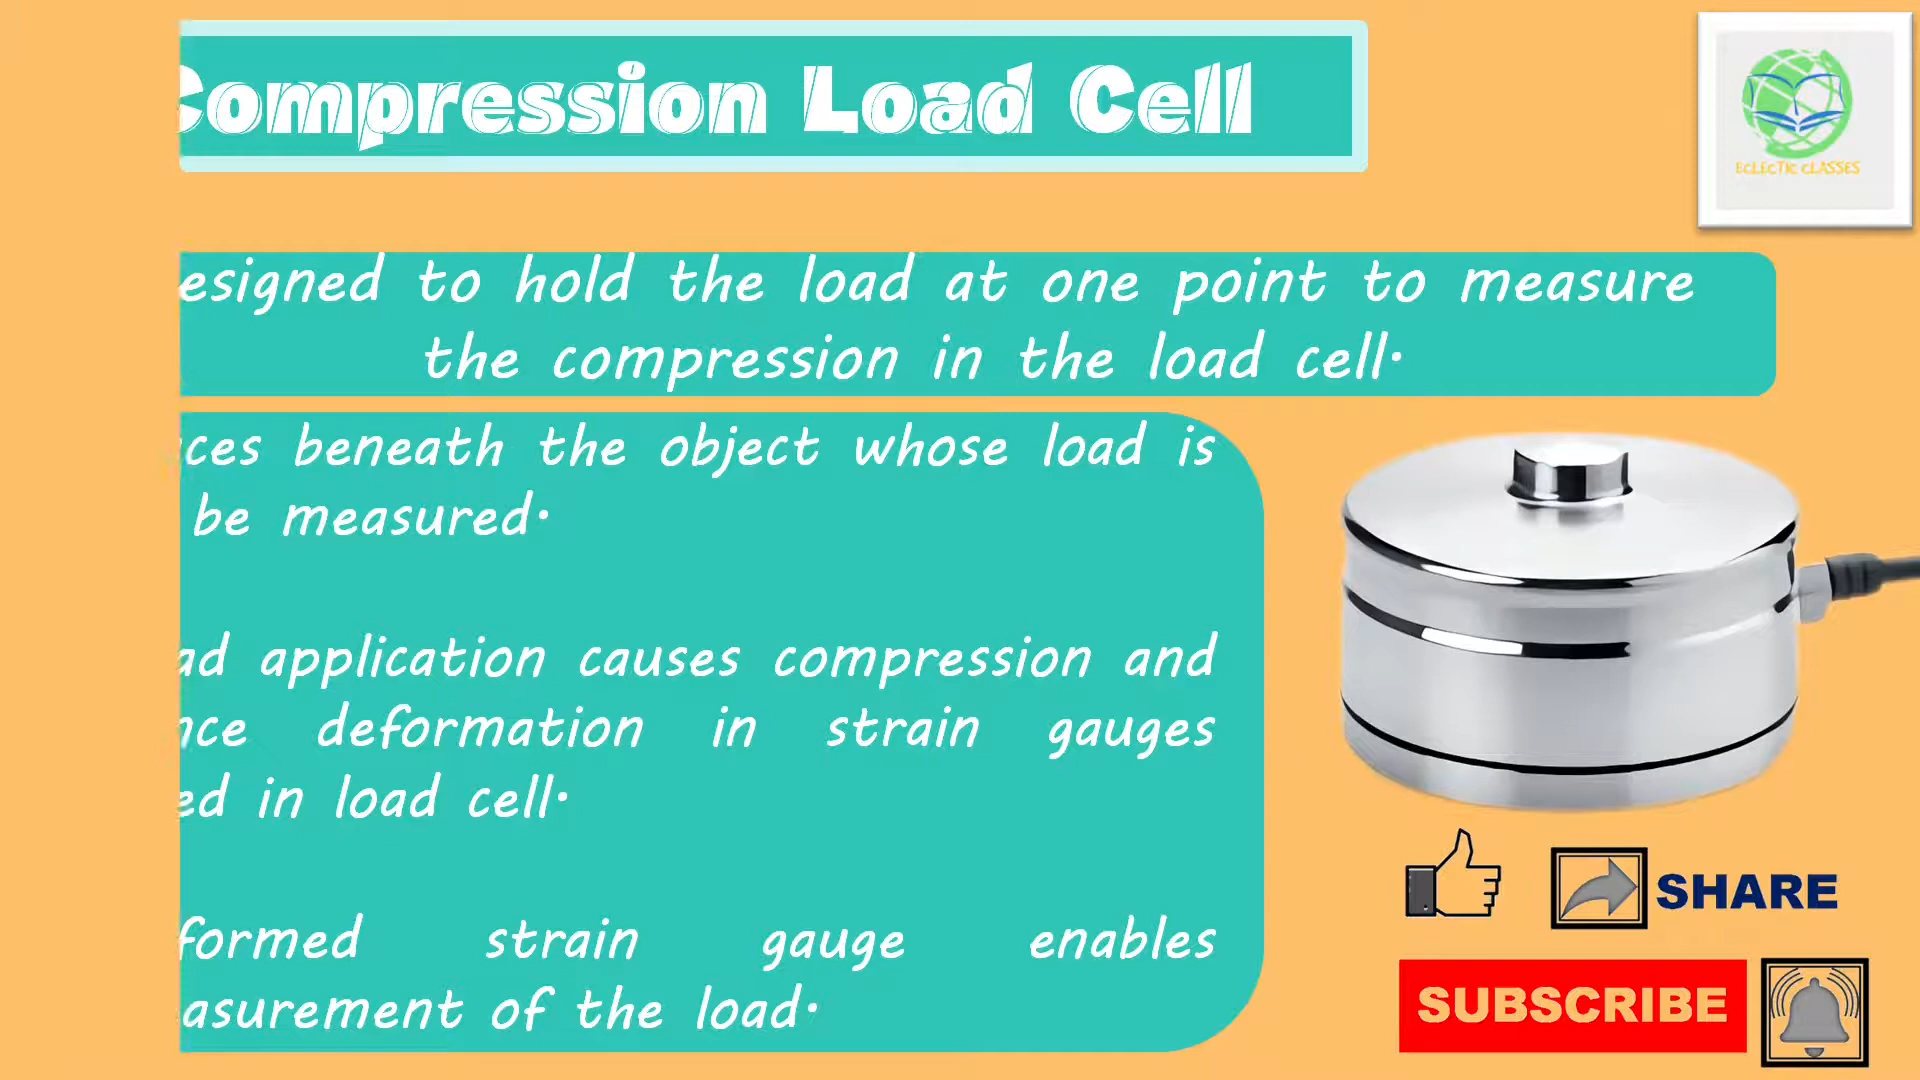 Compression Load Cell
ECLECTIC CLASSES
esigned to hold the load at one point to measure
the compression in the load cell.
ces beneath the object whose load is
be measured.
ad application causes compression and
nce deformation in strain gauges
ed in load cell.
formed strain gauge enables
asurement of the load.
SHARE
SUBSCRIBE